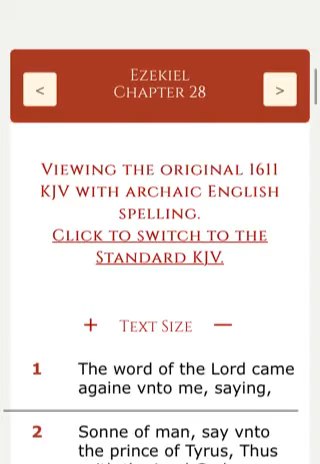 Ezekiel
Chapter 28
<
>
Viewing the original 1611
KJV with archaic English
spelling.
Click to switch to the
Standard KJV.
+ Text Size −
1 The word of the Lord came
againe vnto me, saying,
2 Sonne of man, say vnto
the prince of Tyrus, Thus